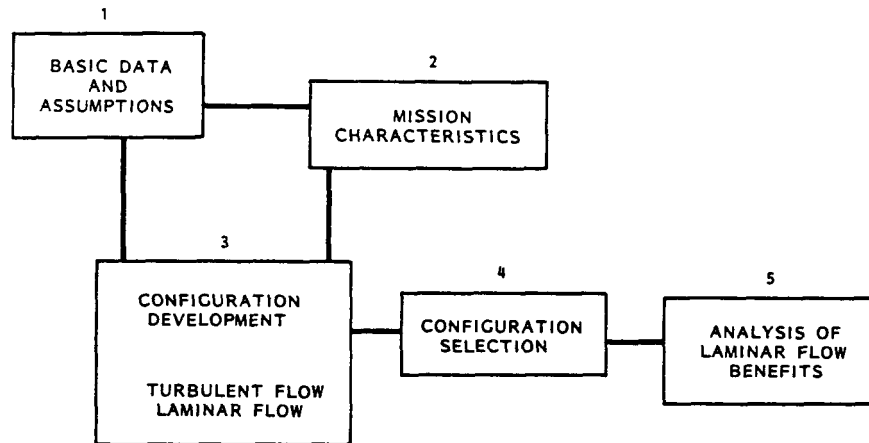 1
BASIC DATA
AND
ASSUMPTIONS
2
MISSION
CHARACTERISTICS
3
CONFIGURATION
DEVELOPMENT
TURBULENT FLOW
LAMINAR FLOW
4
CONFIGURATION
SELECTION
5
ANALYSIS OF
LAMINAR FLOW
BENEFITS